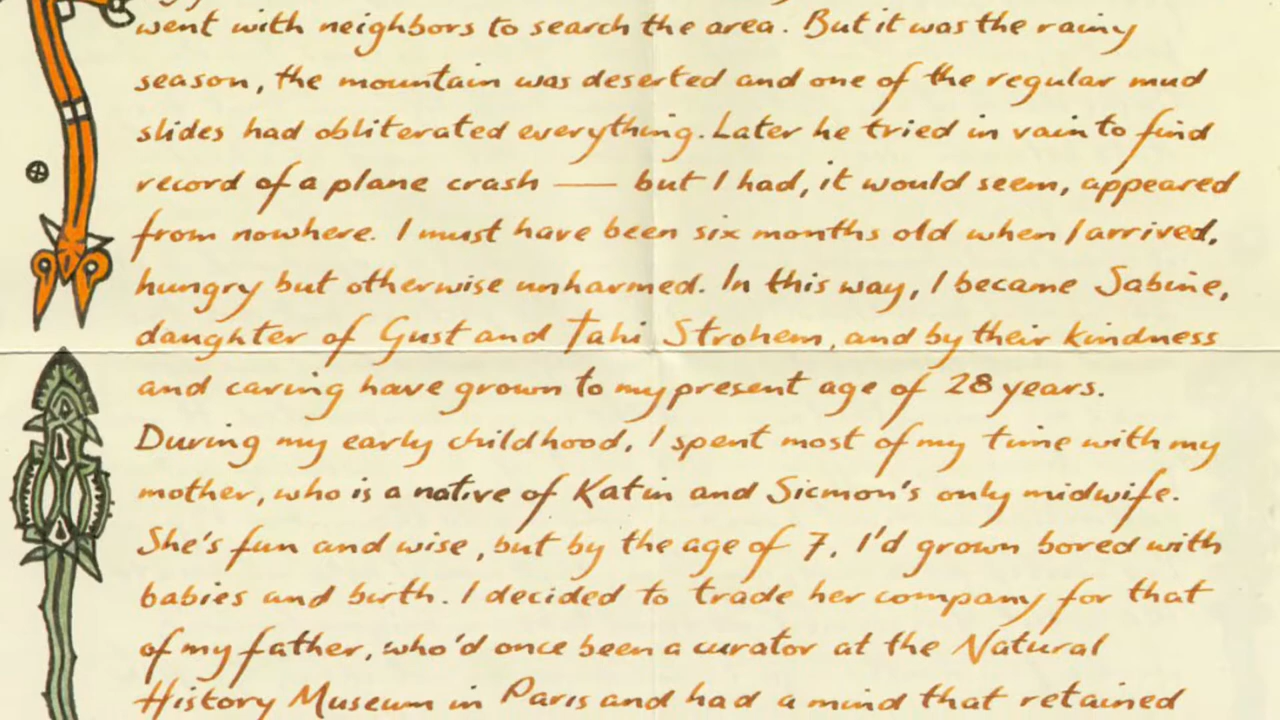 went with neighbors to search the area. But it was the rainy
season, the mountain was deserted and one of the regular mud
slides had obliterated everything. Later he tried in vain to find
record of a plane crash — but I had, it would seem, appeared
from nowhere. I must have been six months old when I arrived,
hungry but otherwise unharmed. In this way, I became Sabine,
daughter of Gust and Tahi Strohem, and by their kindness
and caring have grown to my present age of 28 years.
During my early childhood, I spent most of my time with my
mother, who is a native of Katin and Sicmon's only midwife.
She's fun and wise, but by the age of 7, I'd grown bored with
babies and birth. I decided to trade her company for that
of my father, who'd once been a curator at the Natural
History Museum in Paris and had a mind that retained